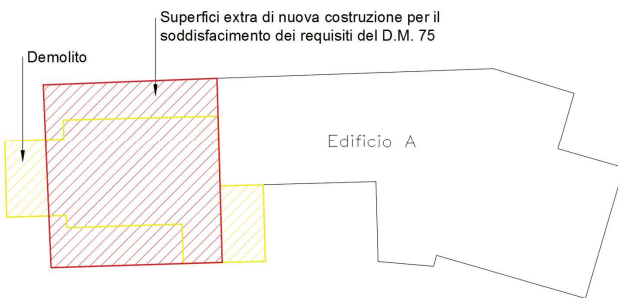 Superfici extra di nuova costruzione per il
soddisfacimento dei requisiti del D.M. 75
Demolito
Edificio A